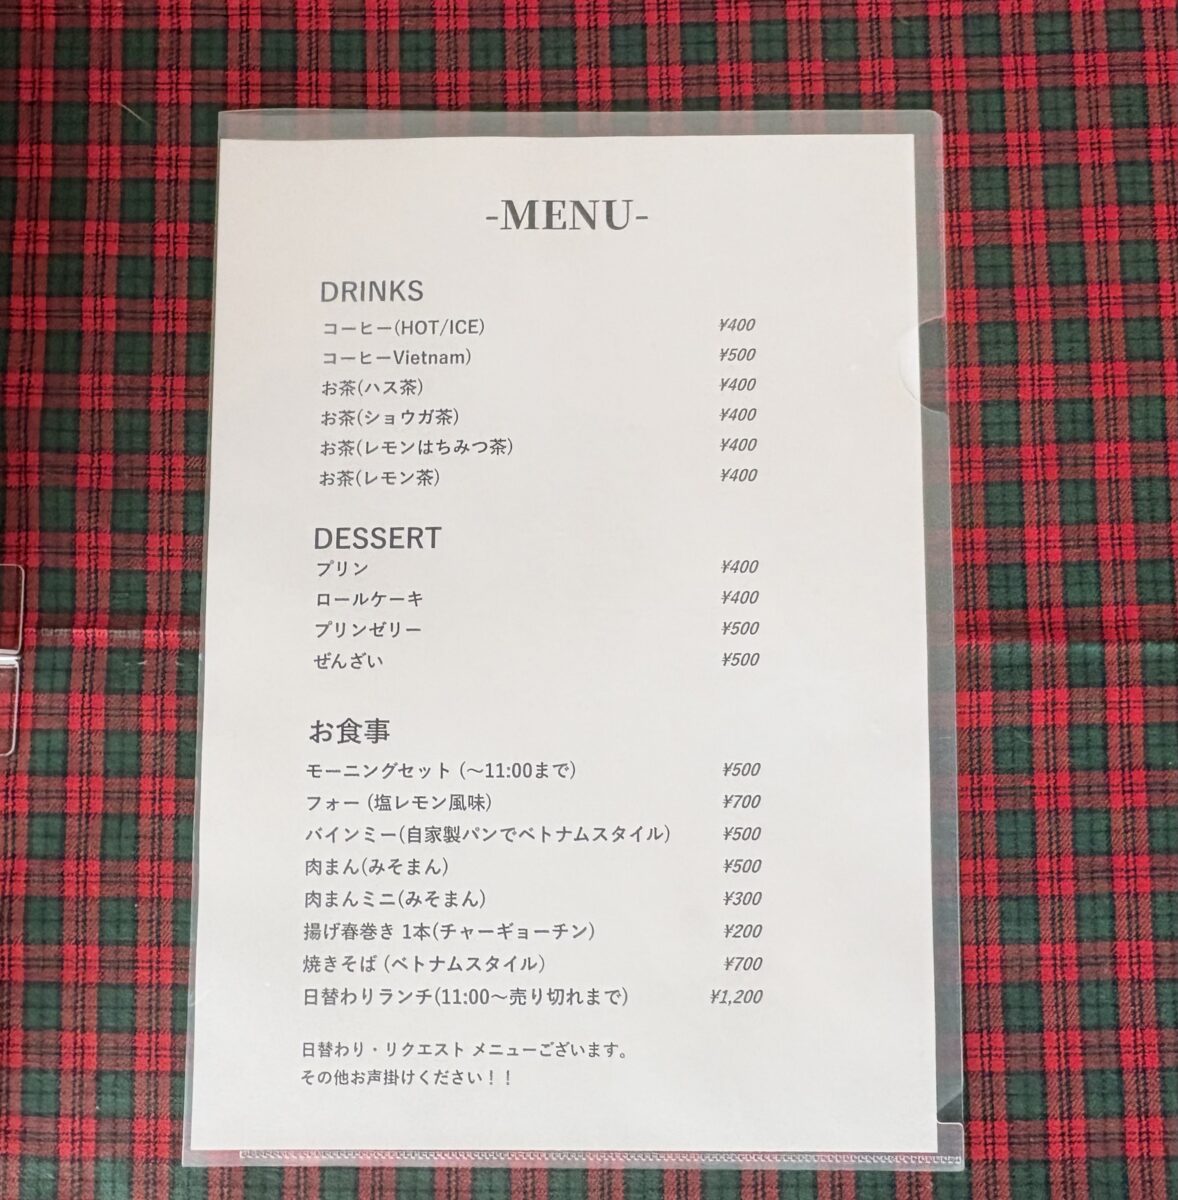 -MENU-
DRINKS
コーヒー(HOT/ICE) ¥400
コーヒーVietnam) ¥500
お茶(ハス茶) ¥400
お茶(ショウガ茶) ¥400
お茶(レモンはちみつ茶) ¥400
お茶(レモン茶) ¥400
DESSERT
プリン ¥400
ロールケーキ ¥400
プリンゼリー ¥500
ぜんざい ¥500
お食事
モーニングセット (〜11:00まで) ¥500
フォー (塩レモン風味) ¥700
バインミー(自家製パンでベトナムスタイル) ¥500
肉まん(みそまん) ¥500
肉まんミニ(みそまん) ¥300
揚げ春巻き 1本(チャーギョーチン) ¥200
焼きそば (ベトナムスタイル) ¥700
日替わりランチ(11:00〜売り切れまで) ¥1,200
日替わり・リクエスト メニューございます。
その他お声掛けください！！